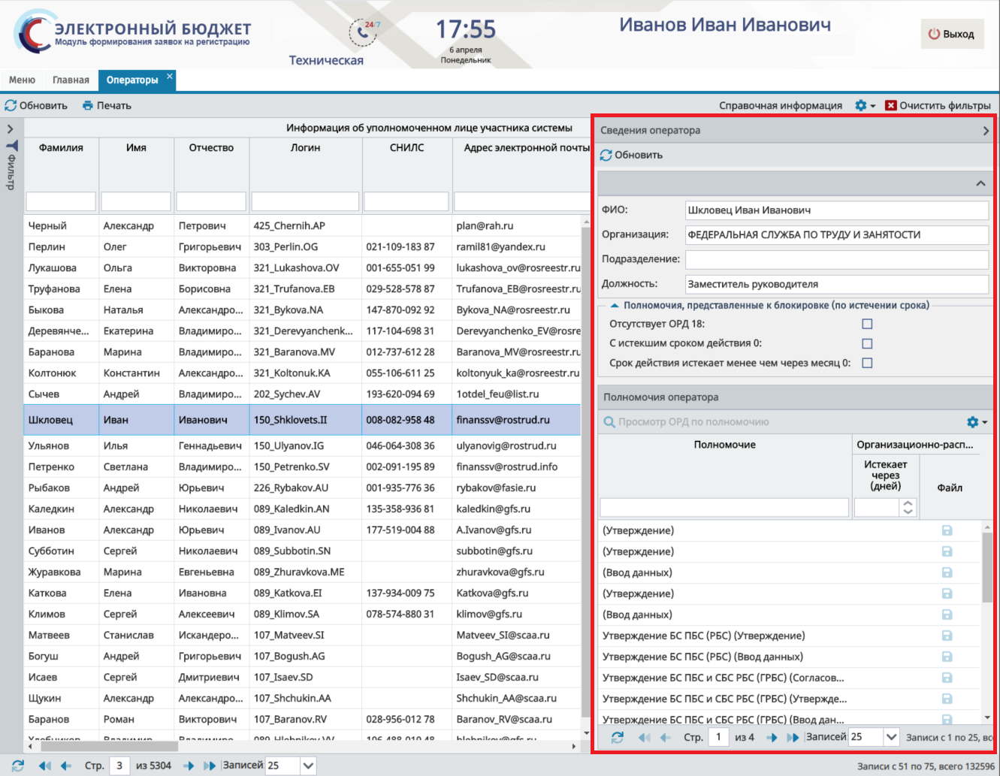 ЭЛЕКТРОННЫЙ БЮДЖЕТ
Модуль формирования заявок на регистрацию
24/7
Техническая
17:55
6 апреля
Понедельник
Иванов Иван Иванович
Выход
Меню Главная Операторы ×
Обновить Печать
Справочная информация Очистить фильтры
Фильтр
Информация об уполномоченном лице участника системы
Фамилия Имя Отчество Логин СНИЛС Адрес электронной почты
Черный Александр Петрович 425_Chernih.AP plan@rah.ru
Перлин Олег Григорьевич 303_Perlin.OG 021-109-183 87 ramil81@yandex.ru
Лукашова Ольга Викторовна 321_Lukashova.OV 001-655-051 99 lukashova_ov@rosreestr.ru
Труфанова Елена Борисовна 321_Trufanova.EB 029-528-578 87 Trufanova_EB@rosreestr.ru
Быкова Наталья Александро... 321_Bykova.NA 147-870-092 92 Bykova_NA@rosreestr.ru
Деревянче... Екатерина Владимиро... 321_Derevyanchenk... 117-104-698 31 Derevyanchenko_EV@rosre
Баранова Марина Владимиро... 321_Baranova.MV 012-737-612 28 Baranova_MV@rosreestr.ru
Колтонюк Константин Александро... 321_Koltonuk.KA 055-106-611 25 koltonyuk_ka@rosreestr.ru
Сычев Андрей Владимиро... 202_Sychev.AV 193-620-094 69 1otdel_feu@list.ru
Шкловец Иван Иванович 150_Shklovets.II 008-082-958 48 finanssv@rostrud.ru
Ульянов Илья Геннадьевич 150_Ulyanov.IG 046-064-308 36 ulyanovig@rostrud.ru
Петренко Светлана Владимиро... 150_Petrenko.SV 002-091-195 89 finanssv@rostrud.info
Рыбаков Андрей Юрьевич 226_Rybakov.AU 001-935-776 36 rybakov@fasie.ru
Каледкин Александр Николаевич 089_Kaledkin.AN 135-358-936 81 kaledkin@gfs.ru
Иванов Александр Юрьевич 089_Ivanov.AU 177-519-004 88 A.Ivanov@gfs.ru
Субботин Сергей Николаевич 089_Subbotin.SN subbotin@gfs.ru
Журавкова Марина Евгеньевна 089_Zhuravkova.ME zhuravkova@gfs.ru
Каткова Елена Ивановна 089_Katkova.EI 137-934-009 75 Katkova@gfs.ru
Климов Сергей Алексеевич 089_Klimov.SA 078-574-880 31 klimov@gfs.ru
Матвеев Станислав Искандеро... 107_Matveev.SI Matveev_SI@scaa.ru
Богуш Андрей Григорьевич 107_Bogush.AG Bogush_AG@scaa.ru
Исаев Сергей Дмитриевич 107_Isaev.SD Isaev_SD@scaa.ru
Щукин Александр Александро... 107_Shchukin.AA Shchukin_AA@scaa.ru
Баранов Роман Викторович 107_Baranov.RV 028-956-012 78 Baranov_RV@scaa.ru
Стр. 3 из 5304 Записей 25
Записи с 51 по 75, всего 132596
Сведения оператора
Обновить
ФИО: Шкловец Иван Иванович
Организация: ФЕДЕРАЛЬНАЯ СЛУЖБА ПО ТРУДУ И ЗАНЯТОСТИ
Подразделение:
Должность: Заместитель руководителя
Полномочия, представленные к блокировке (по истечении срока)
Отсутствует ОРД 18:
С истекшим сроком действия 0:
Срок действия истекает менее чем через месяц 0:
Полномочия оператора
Просмотр ОРД по полномочию
Полномочие Организационно-расп...
Истекает
через
(дней)
Файл
(Утверждение)
(Утверждение)
(Ввод данных)
(Утверждение)
(Ввод данных)
Утверждение БС ПБС (РБС) (Утверждение)
Утверждение БС ПБС (РБС) (Ввод данных)
Утверждение БС ПБС и СБС РБС (ГРБС) (Согласов...
Утверждение БС ПБС и СБС РБС (ГРБС) (Утвержде...
Утверждение БС ПБС и СБС РБС (ГРБС) (Ввод дан...
Стр. 1 из 4 Записей 25 Записи с 1 по 25, всё